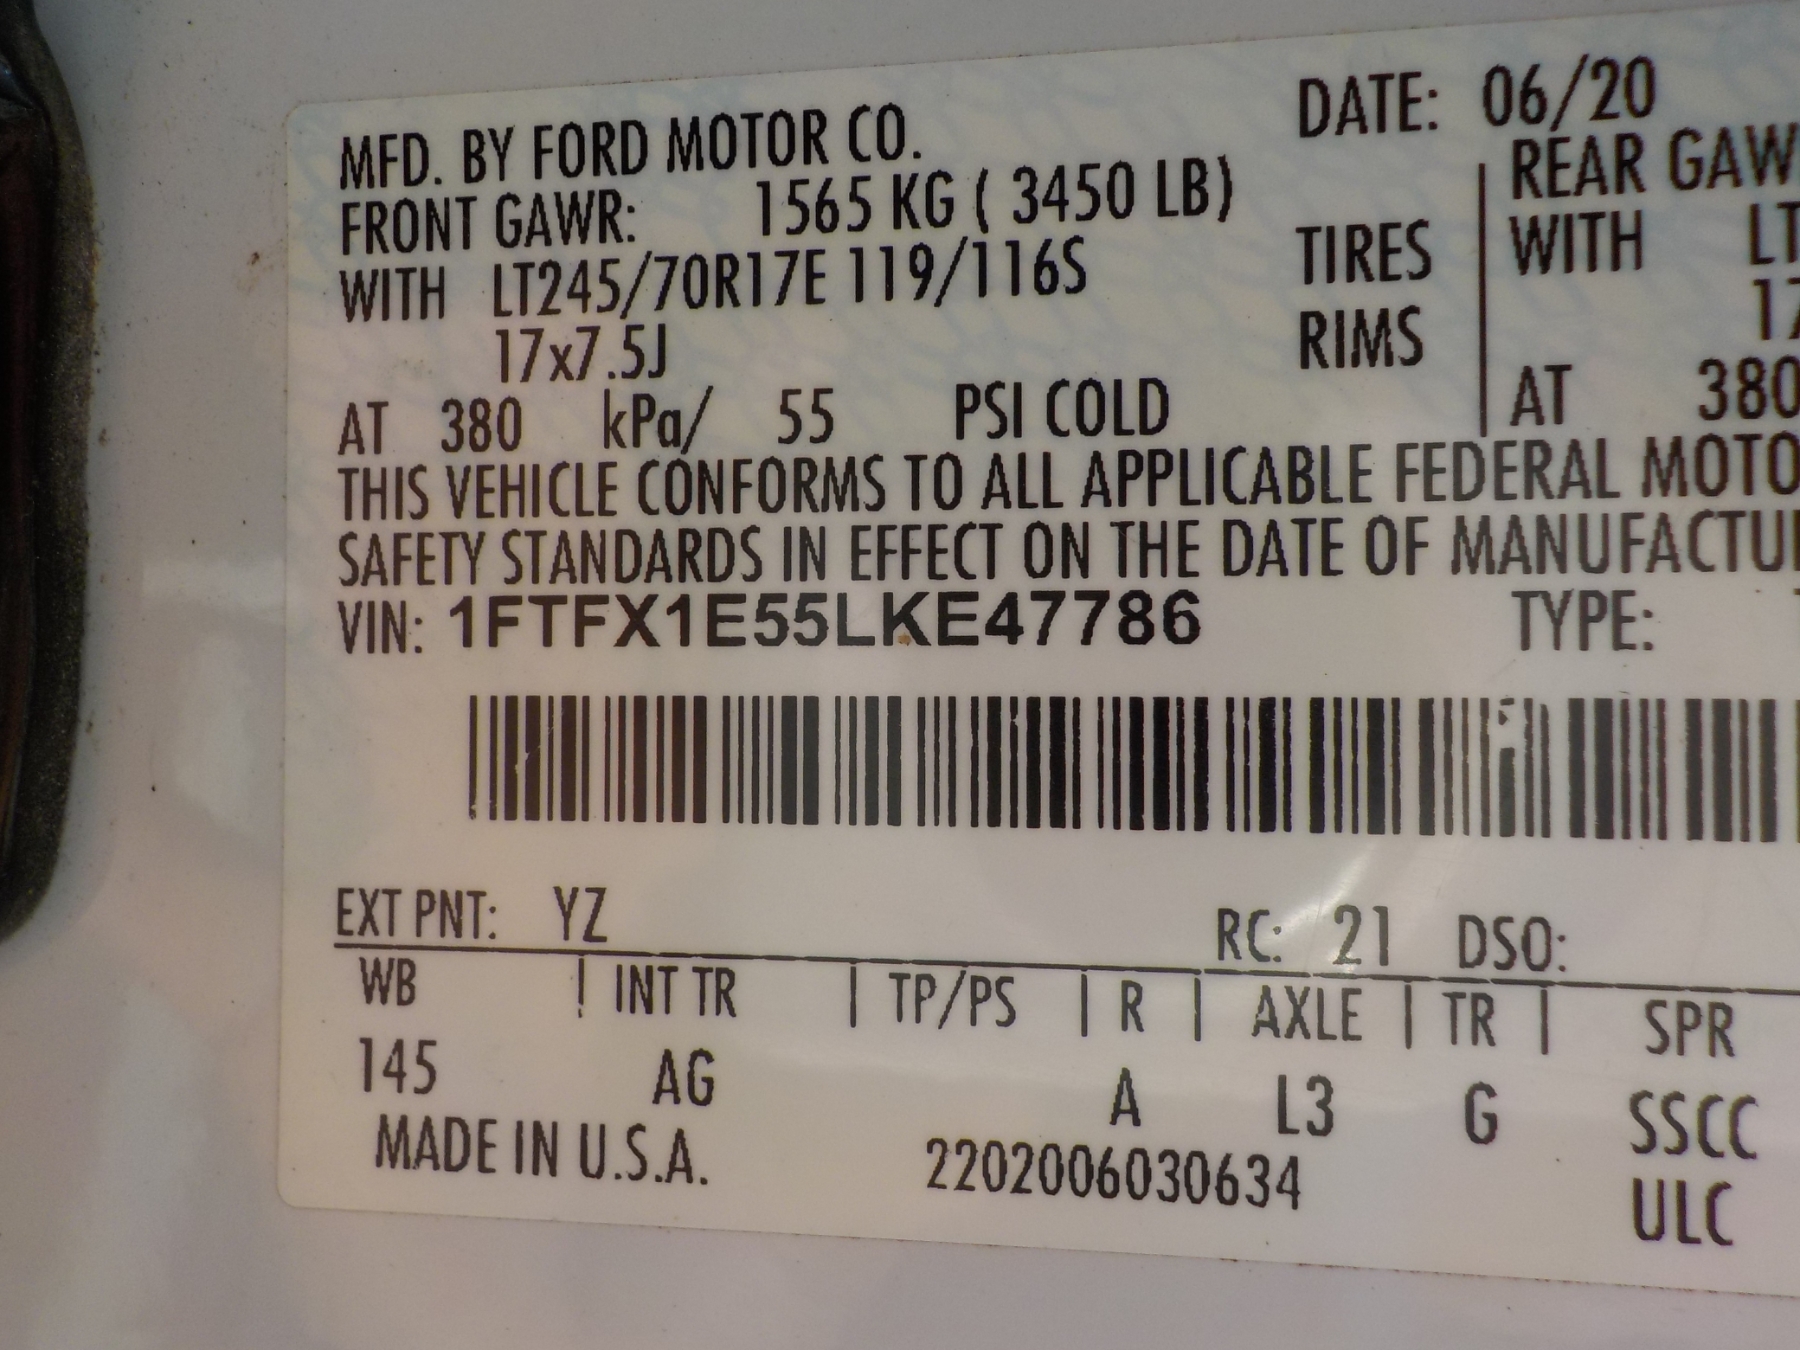 MFD. BY FORD MOTOR CO.
DATE: 06/20
FRONT GAWR: 1565 KG ( 3450 LB)
REAR GAW
WITH LT245/70R17E 119/116S
TIRES
WITH LT
17x7.5J
RIMS
17
AT 380 kPa/ 55 PSI COLD
AT 380
THIS VEHICLE CONFORMS TO ALL APPLICABLE FEDERAL MOTO
SAFETY STANDARDS IN EFFECT ON THE DATE OF MANUFACTU
VIN: 1FTFX1E55LKE47786
TYPE:
EXT PNT: YZ
RC: 21 DSO:
WB | INT TR | TP/PS | R | AXLE | TR | SPR
145 AG A L3 G SSCC
MADE IN U.S.A. 2202006030634
ULC